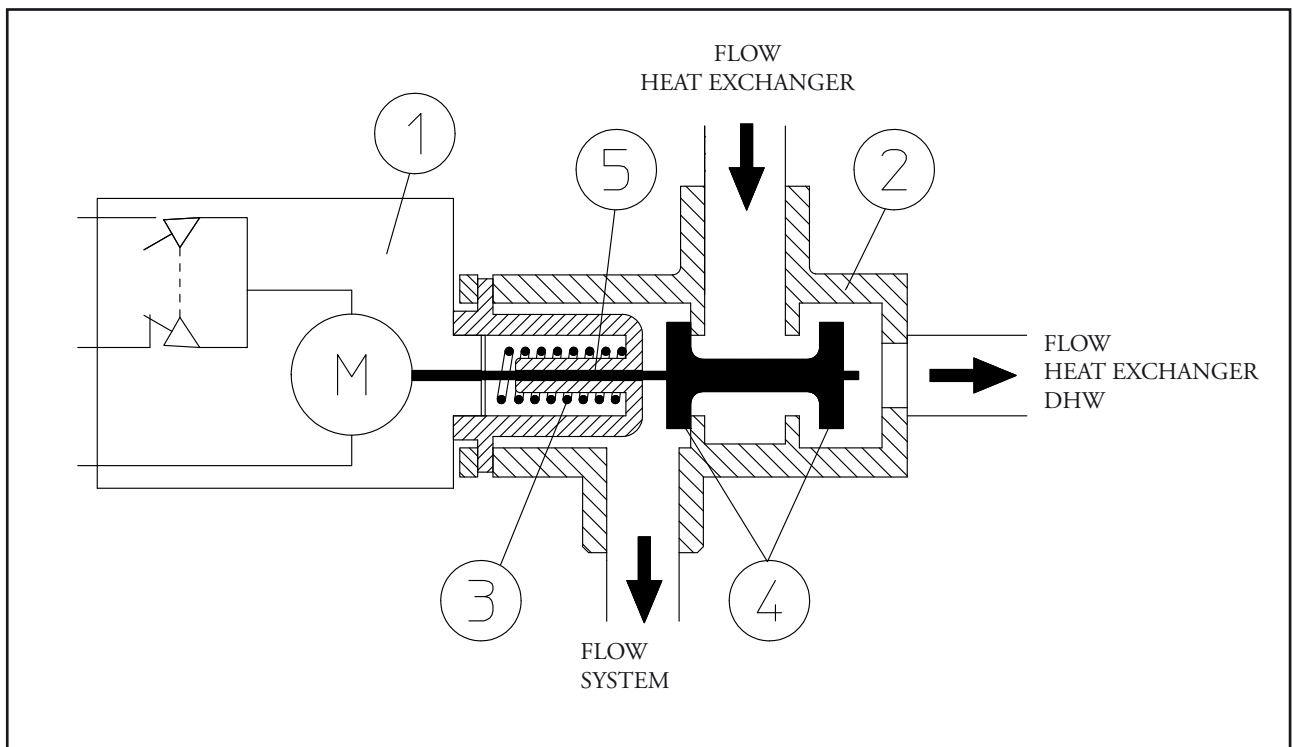 FLOW
HEAT EXCHANGER
1
5
2
M
FLOW
HEAT EXCHANGER
DHW
3
4
FLOW
SYSTEM